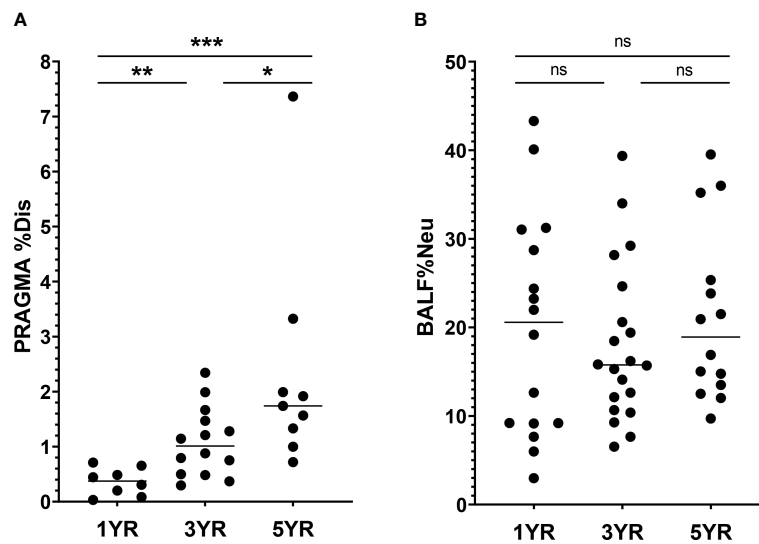 A
***
**
*
PRAGMA %Dis
8
7
6
5
4
3
2
1
0
1YR
3YR
5YR
B
ns
ns
ns
BALF%Neu
50
40
30
20
10
0
1YR
3YR
5YR